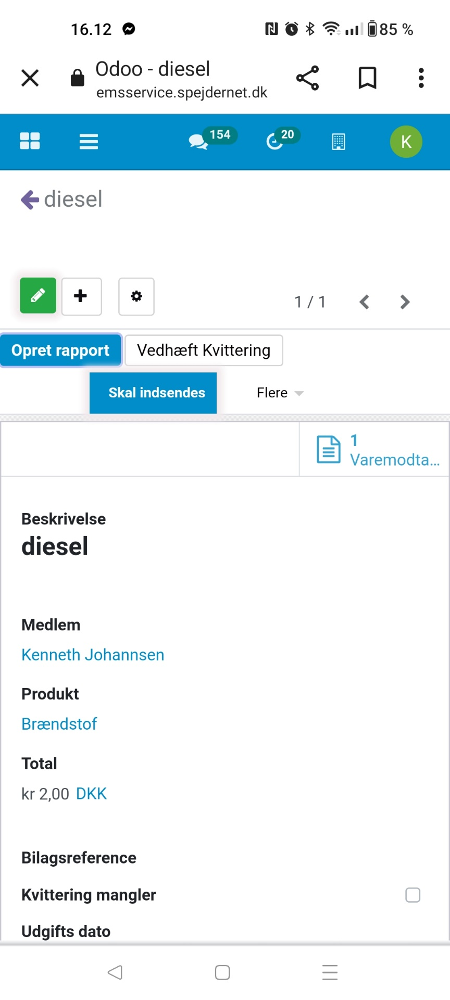 16.12
85 %
Odoo - diesel
emsservice.spejdernet.dk
154
20
K
diesel
1 / 1
Opret rapport
Vedhæft Kvittering
Skal indsendes
Flere
1
Varemodta...
Beskrivelse
diesel
Medlem
Kenneth Johannsen
Produkt
Brændstof
Total
kr 2,00 DKK
Bilagsreference
Kvittering mangler
Udgifts dato